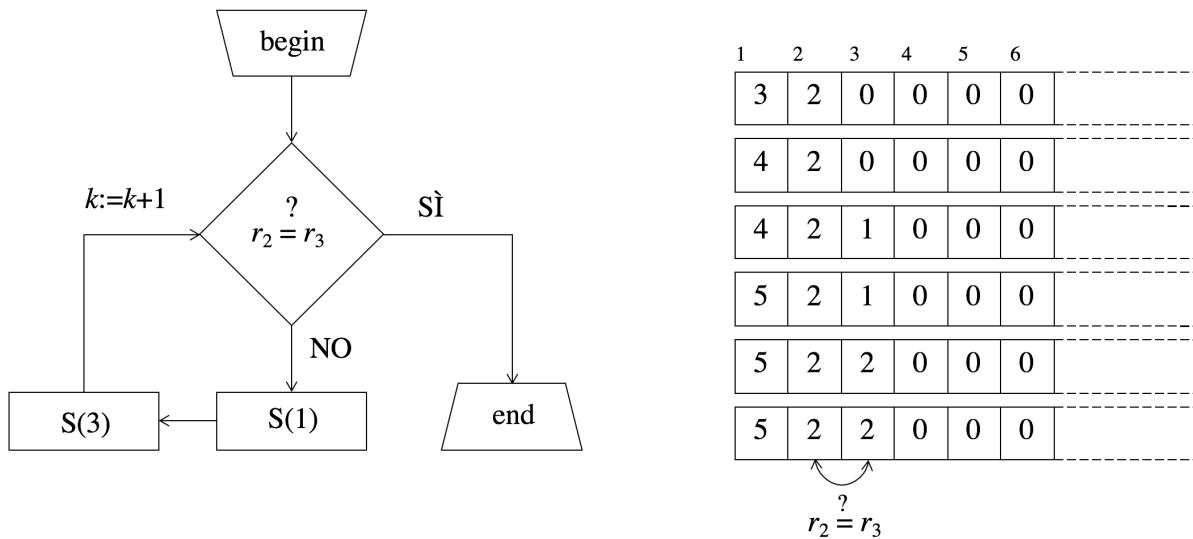 begin
k:=k+1
?
r2 = r3
SÌ
NO
S(3)
S(1)
end
1 2 3 4 5 6
3 2 0 0 0 0
4 2 0 0 0 0
4 2 1 0 0 0
5 2 1 0 0 0
5 2 2 0 0 0
5 2 2 0 0 0
?
r2 = r3